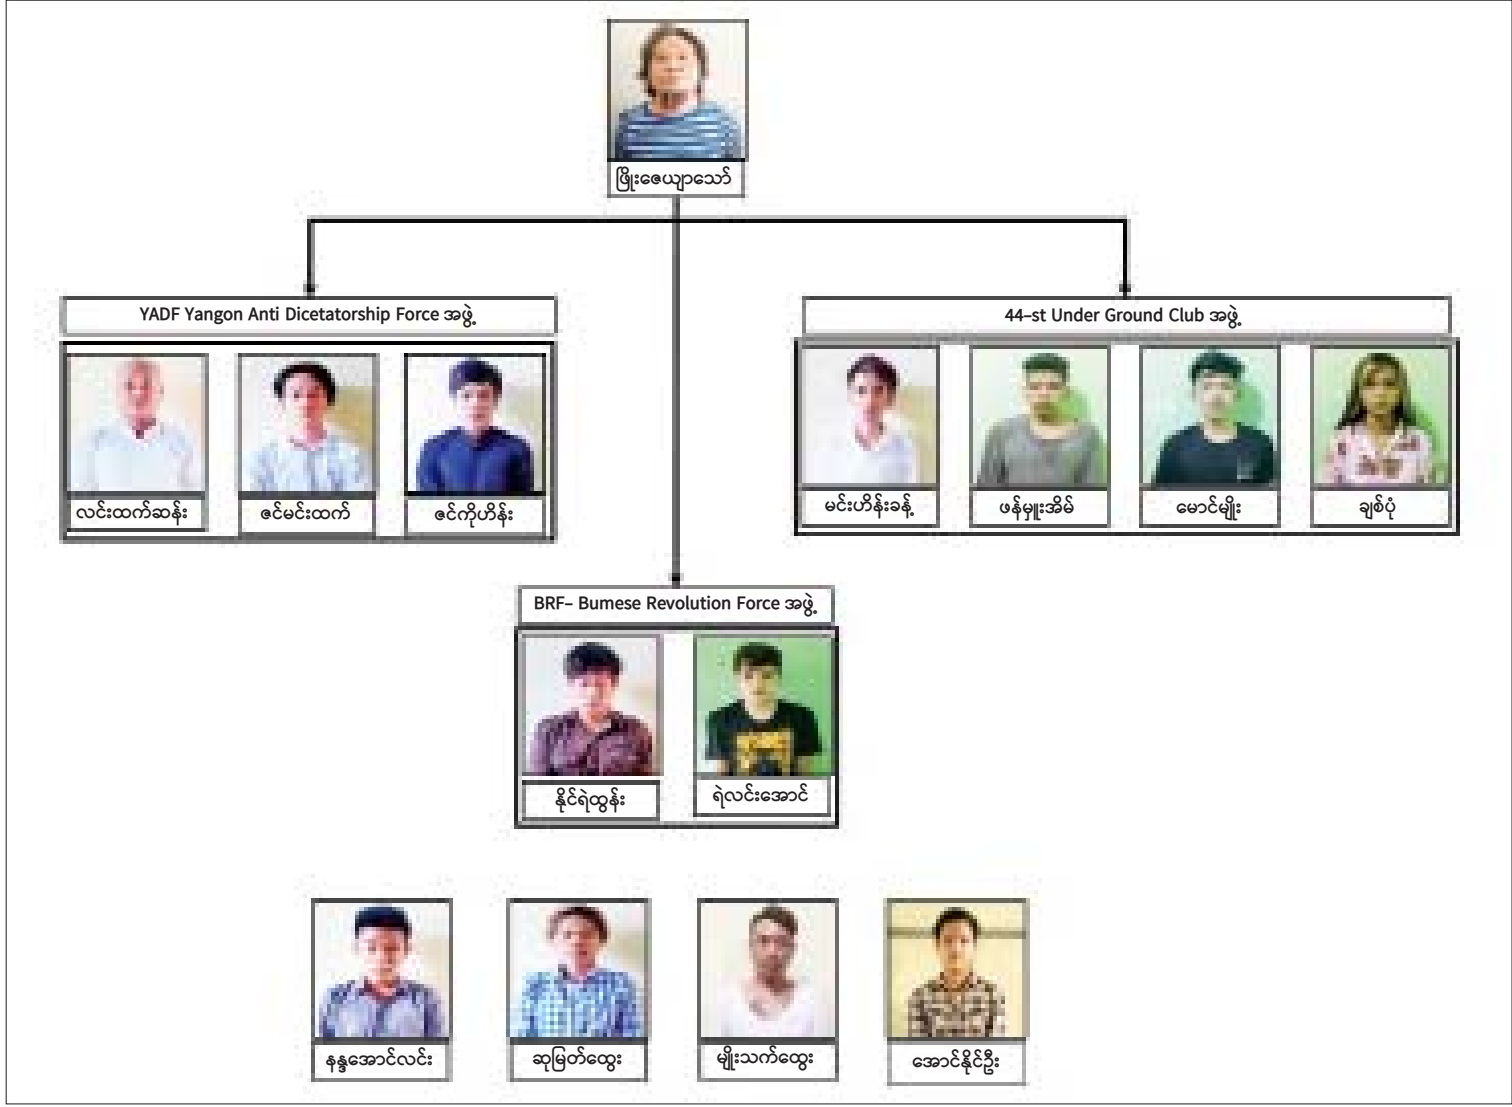 ဖြိုးဇေယျာသော်
YADF Yangon Anti Dicetatorship Force အဖွဲ့
လင်းထက်ဆန်း
ဇင်မင်းထက်
ဇင်ကိုဟိန်း
44-st Under Ground Club အဖွဲ့
မင်းဟိန်းခန့်
ဖန်မှူးအိမ်
မောင်မျိုး
ချစ်ပုံ
BRF– Bumese Revolution Force အဖွဲ့
နိုင်ရဲထွန်း
ရဲလင်းအောင်
နန္ဒအောင်လင်း
ဆုမြတ်ထွေး
မျိုးသက်ထွေး
အောင်နိုင်ဦး